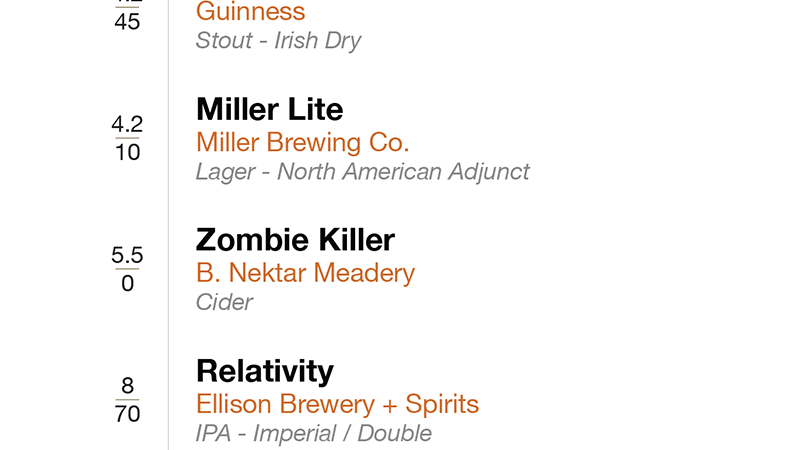 45
Guinness
Stout - Irish Dry
4.2
10
Miller Lite
Miller Brewing Co.
Lager - North American Adjunct
5.5
0
Zombie Killer
B. Nektar Meadery
Cider
8
70
Relativity
Ellison Brewery + Spirits
IPA - Imperial / Double